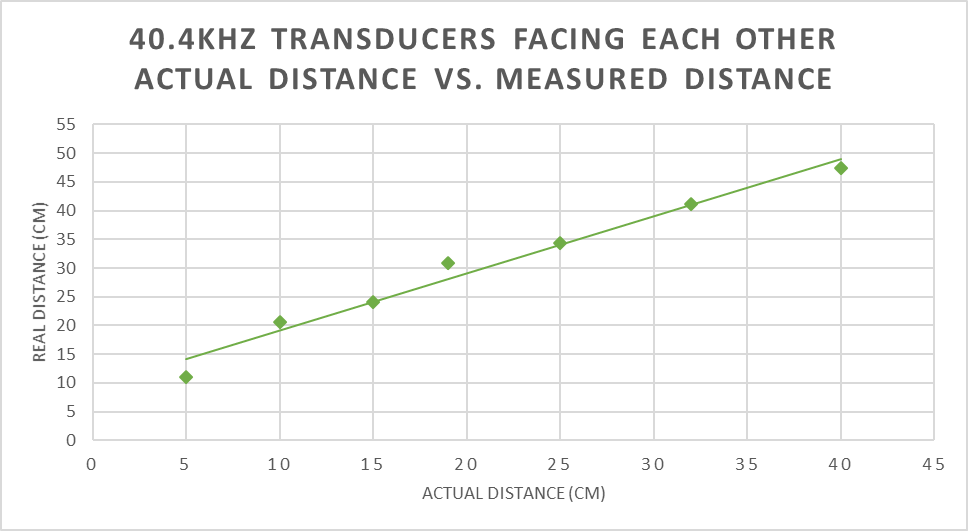 40.4KHZ TRANSDUCERS FACING EACH OTHER
ACTUAL DISTANCE VS. MEASURED DISTANCE
REAL DISTANCE (CM)
55
50
45
40
35
30
25
20
15
10
5
0
0 5 10 15 20 25 30 35 40 45
ACTUAL DISTANCE (CM)